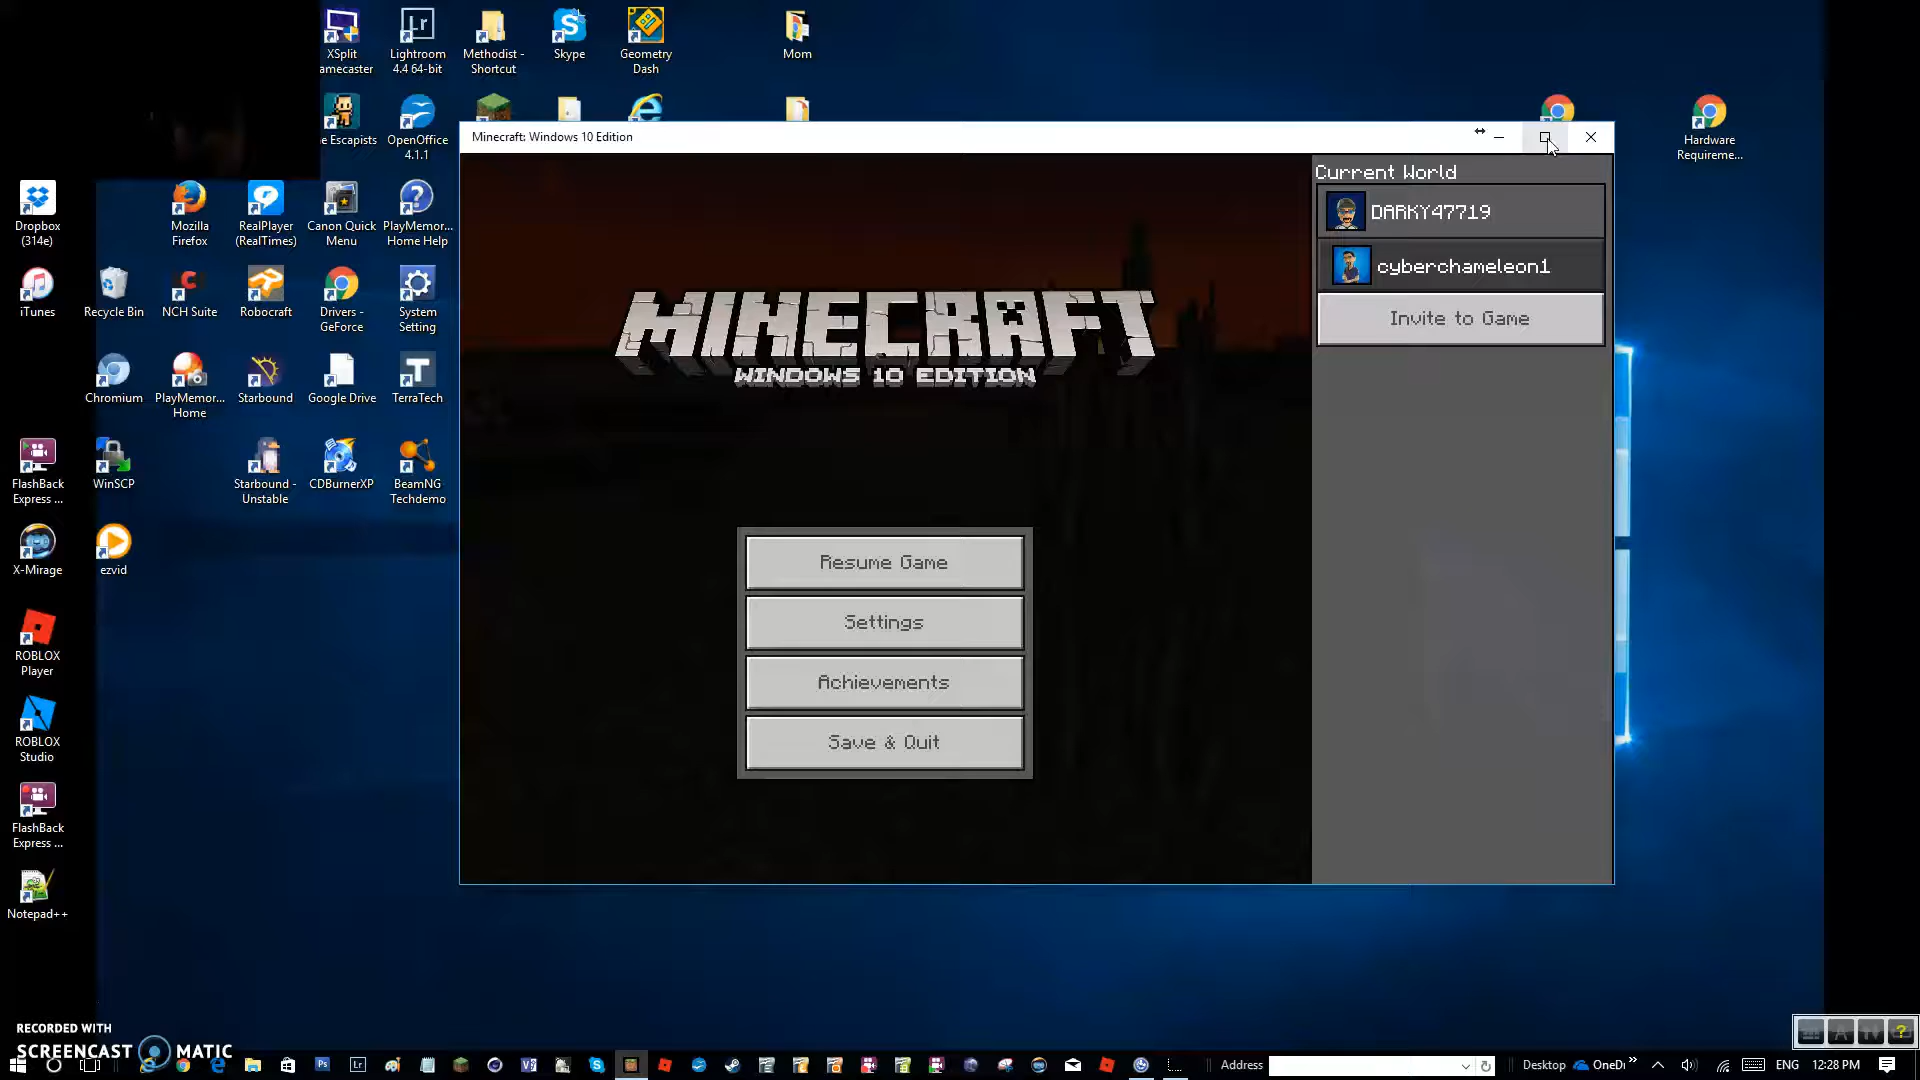 XSplit
amecaster
Lightroom
4.4 64-bit
Methodist -
Shortcut
Skype
Geometry
Dash
Mom
e Escapists
OpenOffice
4.1.1
Hardware
Requireme...
Minecraft: Windows 10 Edition
Current World
DARKY47719
cyberchameleon1
Invite to Game
MINECRAFT
WINDOWS 10 EDITION
Resume Game
Settings
Achievements
Save & Quit
Dropbox
(314e)
Mozilla
Firefox
RealPlayer
(RealTimes)
Canon Quick
Menu
PlayMemor...
Home Help
iTunes
Recycle Bin
NCH Suite
Robocraft
Drivers -
GeForce
System
Setting
Chromium
PlayMemor...
Home
Starbound
Google Drive
TerraTech
FlashBack
Express ...
WinSCP
Starbound -
Unstable
CDBurnerXP
BeamNG
Techdemo
X-Mirage
ezvid
ROBLOX
Player
ROBLOX
Studio
FlashBack
Express ...
Notepad++
RECORDED WITH
SCREENCAST MATIC
Address
Desktop
OneDi
ENG
12:28 PM